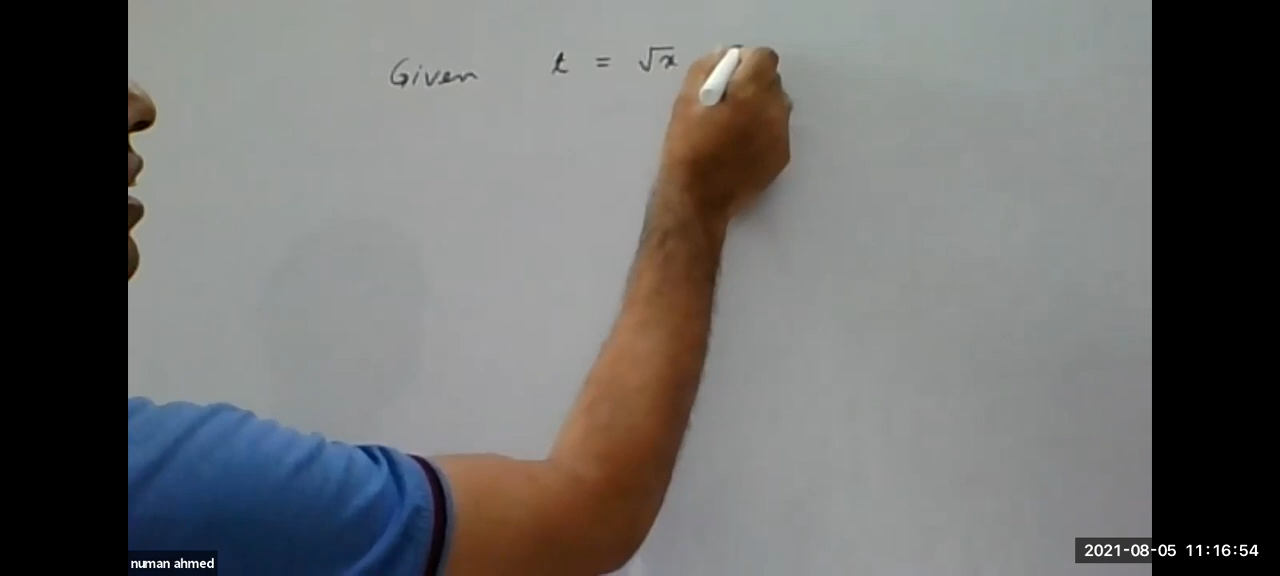 Given t = √x
numan ahmed
2021-08-05 11:16:54